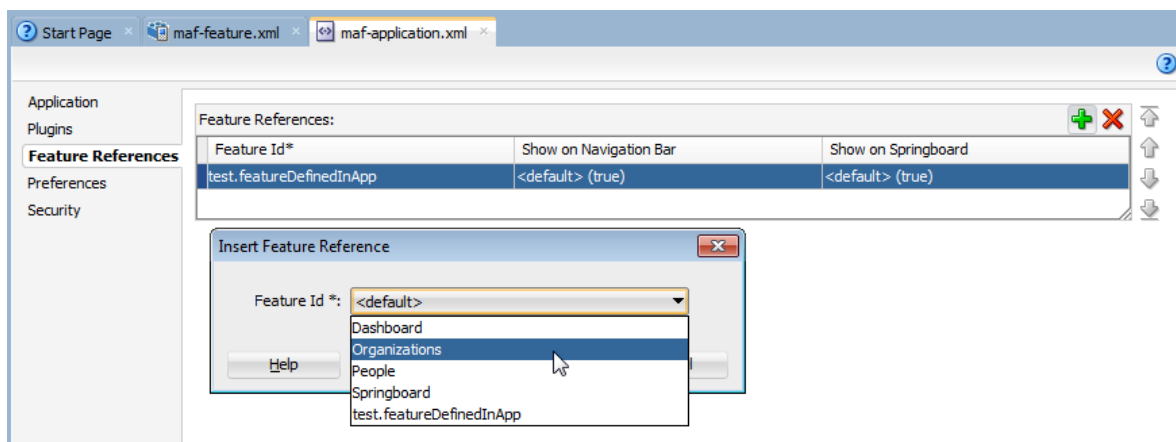 Start Page
maf-feature.xml
maf-application.xml
Application
Plugins
Feature References
Preferences
Security
Feature References:
Feature Id* Show on Navigation Bar Show on Springboard
test.featureDefinedInApp <default> (true) <default> (true)
Insert Feature Reference
Feature Id *: <default>
Dashboard
Organizations
People
Springboard
test.featureDefinedInApp
Help